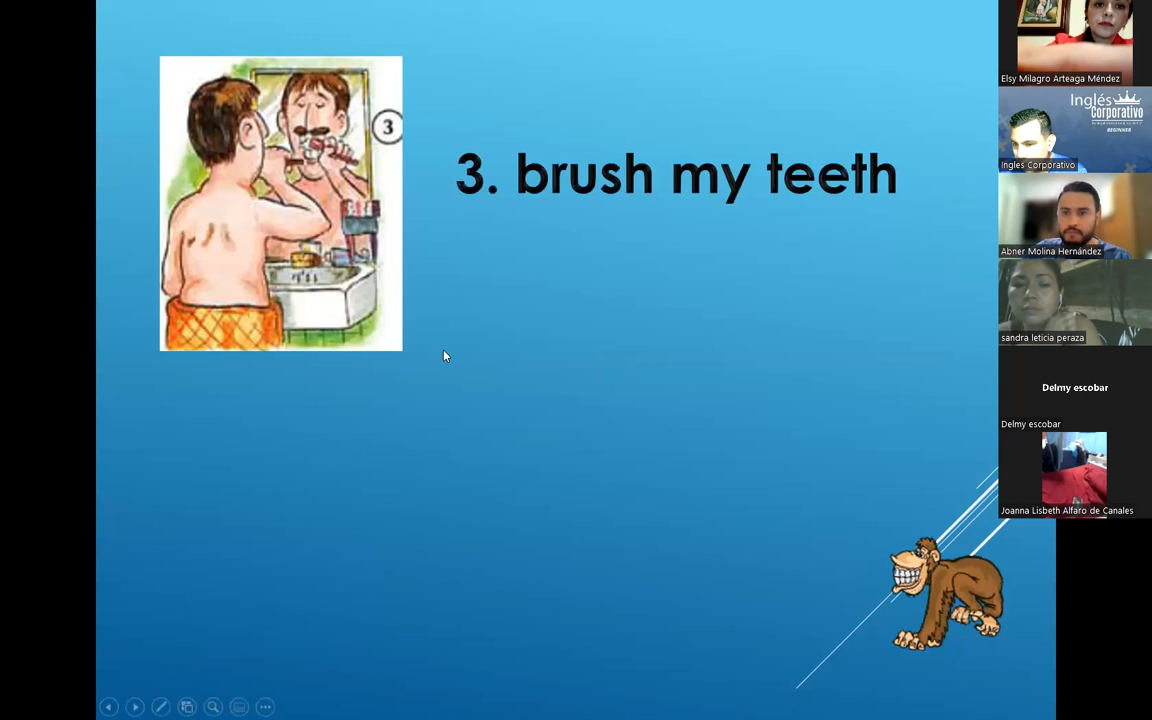 3
3. brush my teeth
Elsy Milagro Arteaga Méndez
Inglés
Corporativo
BEGINNER
Ingles Corporativo
Abner Molina Hernández
sandra leticia peraza
Delmy escobar
Delmy escobar
Joanna Lisbeth Alfaro de Canales